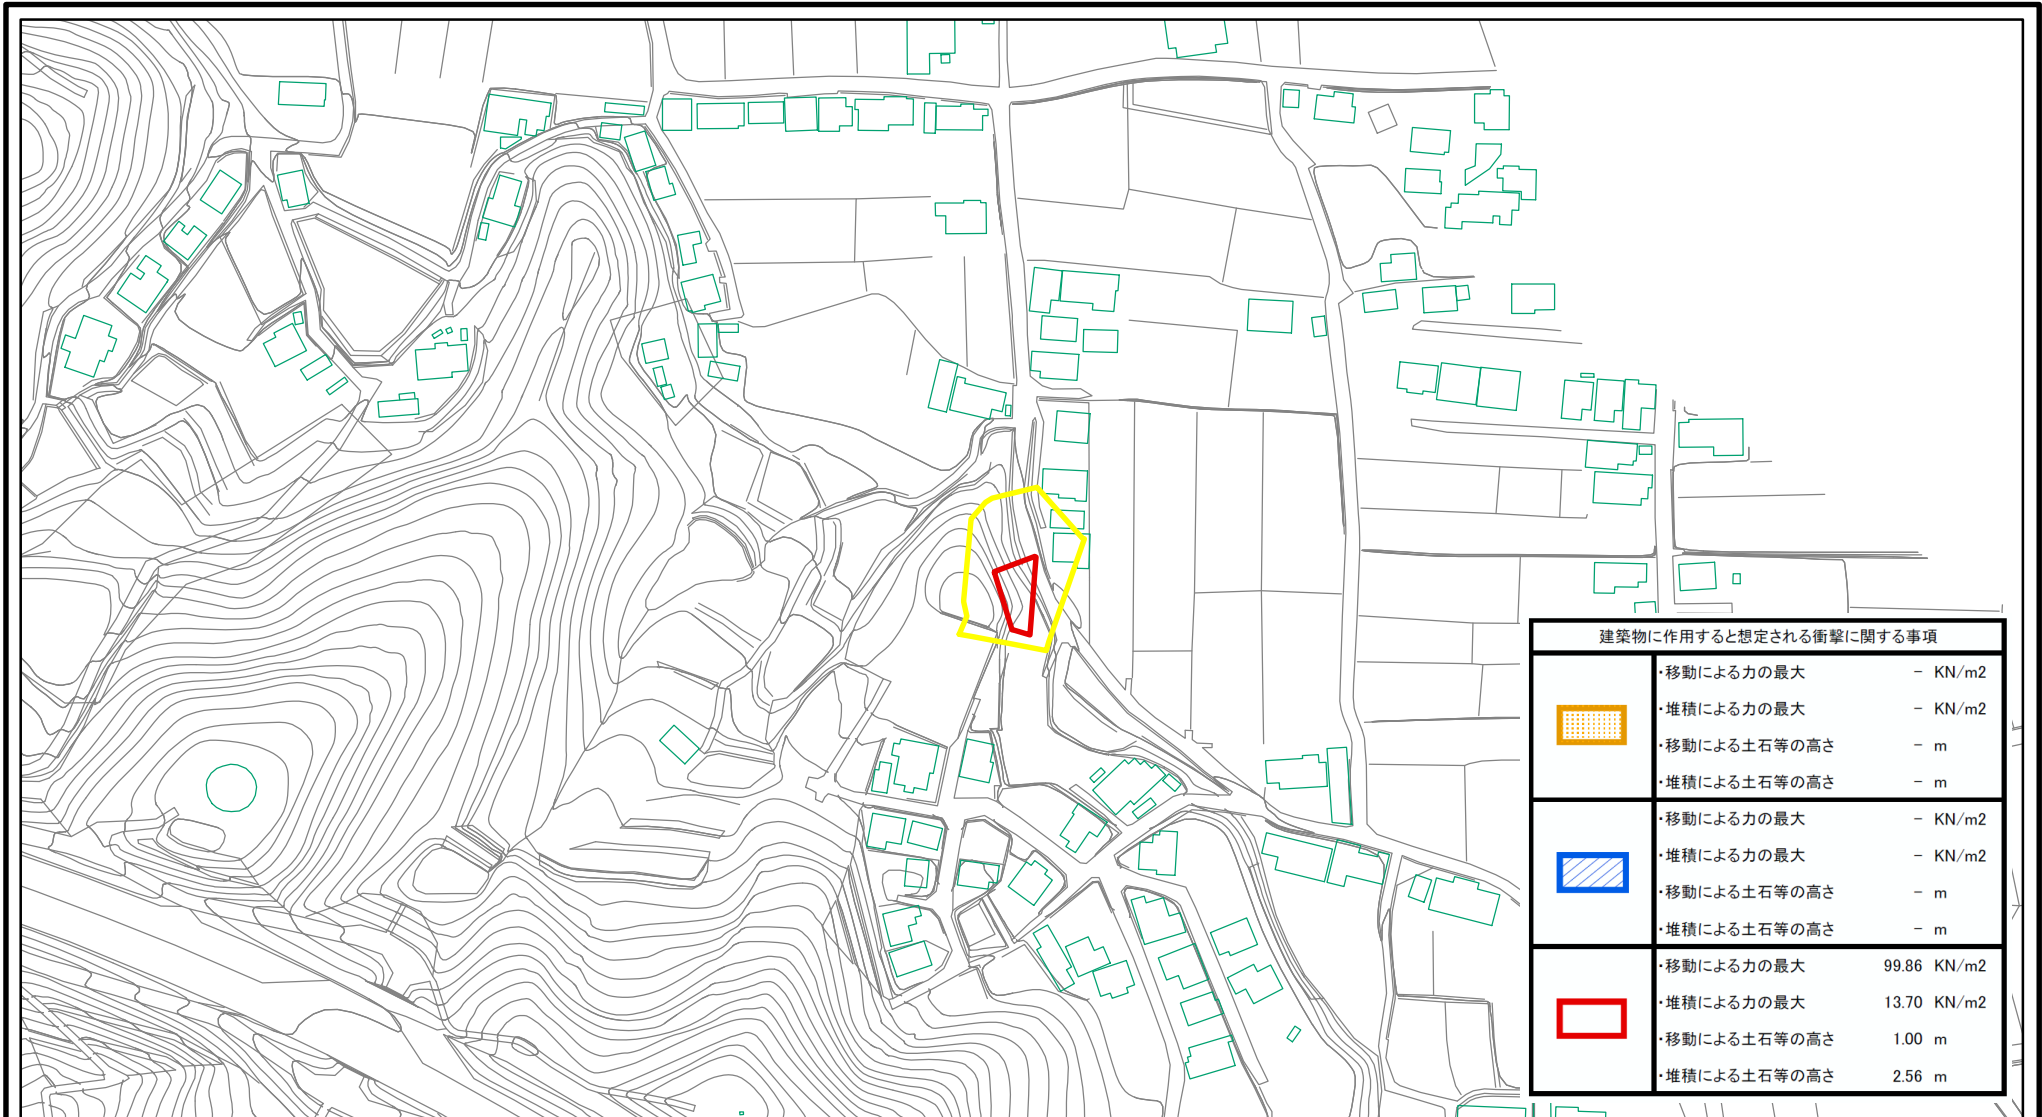 建築物に作用すると想定される衝撃に関する事項
・移動による力の最大 － KN/m2
・堆積による力の最大 － KN/m2
・移動による土石等の高さ － m
・堆積による土石等の高さ － m
・移動による力の最大 － KN/m2
・堆積による力の最大 － KN/m2
・移動による土石等の高さ － m
・堆積による土石等の高さ － m
・移動による力の最大 99.86 KN/m2
・堆積による力の最大 13.70 KN/m2
・移動による土石等の高さ 1.00 m
・堆積による土石等の高さ 2.56 m